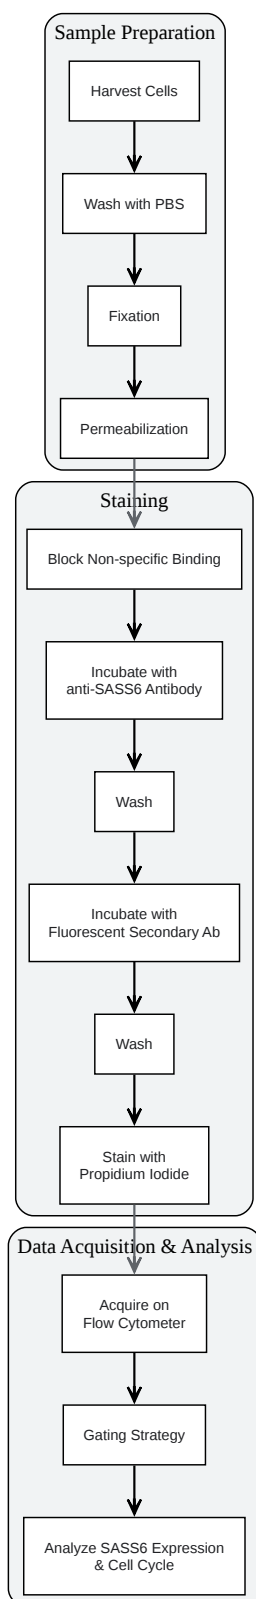 Sample Preparation
Harvest Cells
Wash with PBS
Fixation
Permeabilization
Staining
Block Non-specific Binding
Incubate with
anti-SASS6 Antibody
Wash
Incubate with
Fluorescent Secondary Ab
Wash
Stain with
Propidium Iodide
Data Acquisition & Analysis
Acquire on
Flow Cytometer
Gating Strategy
Analyze SASS6 Expression
& Cell Cycle